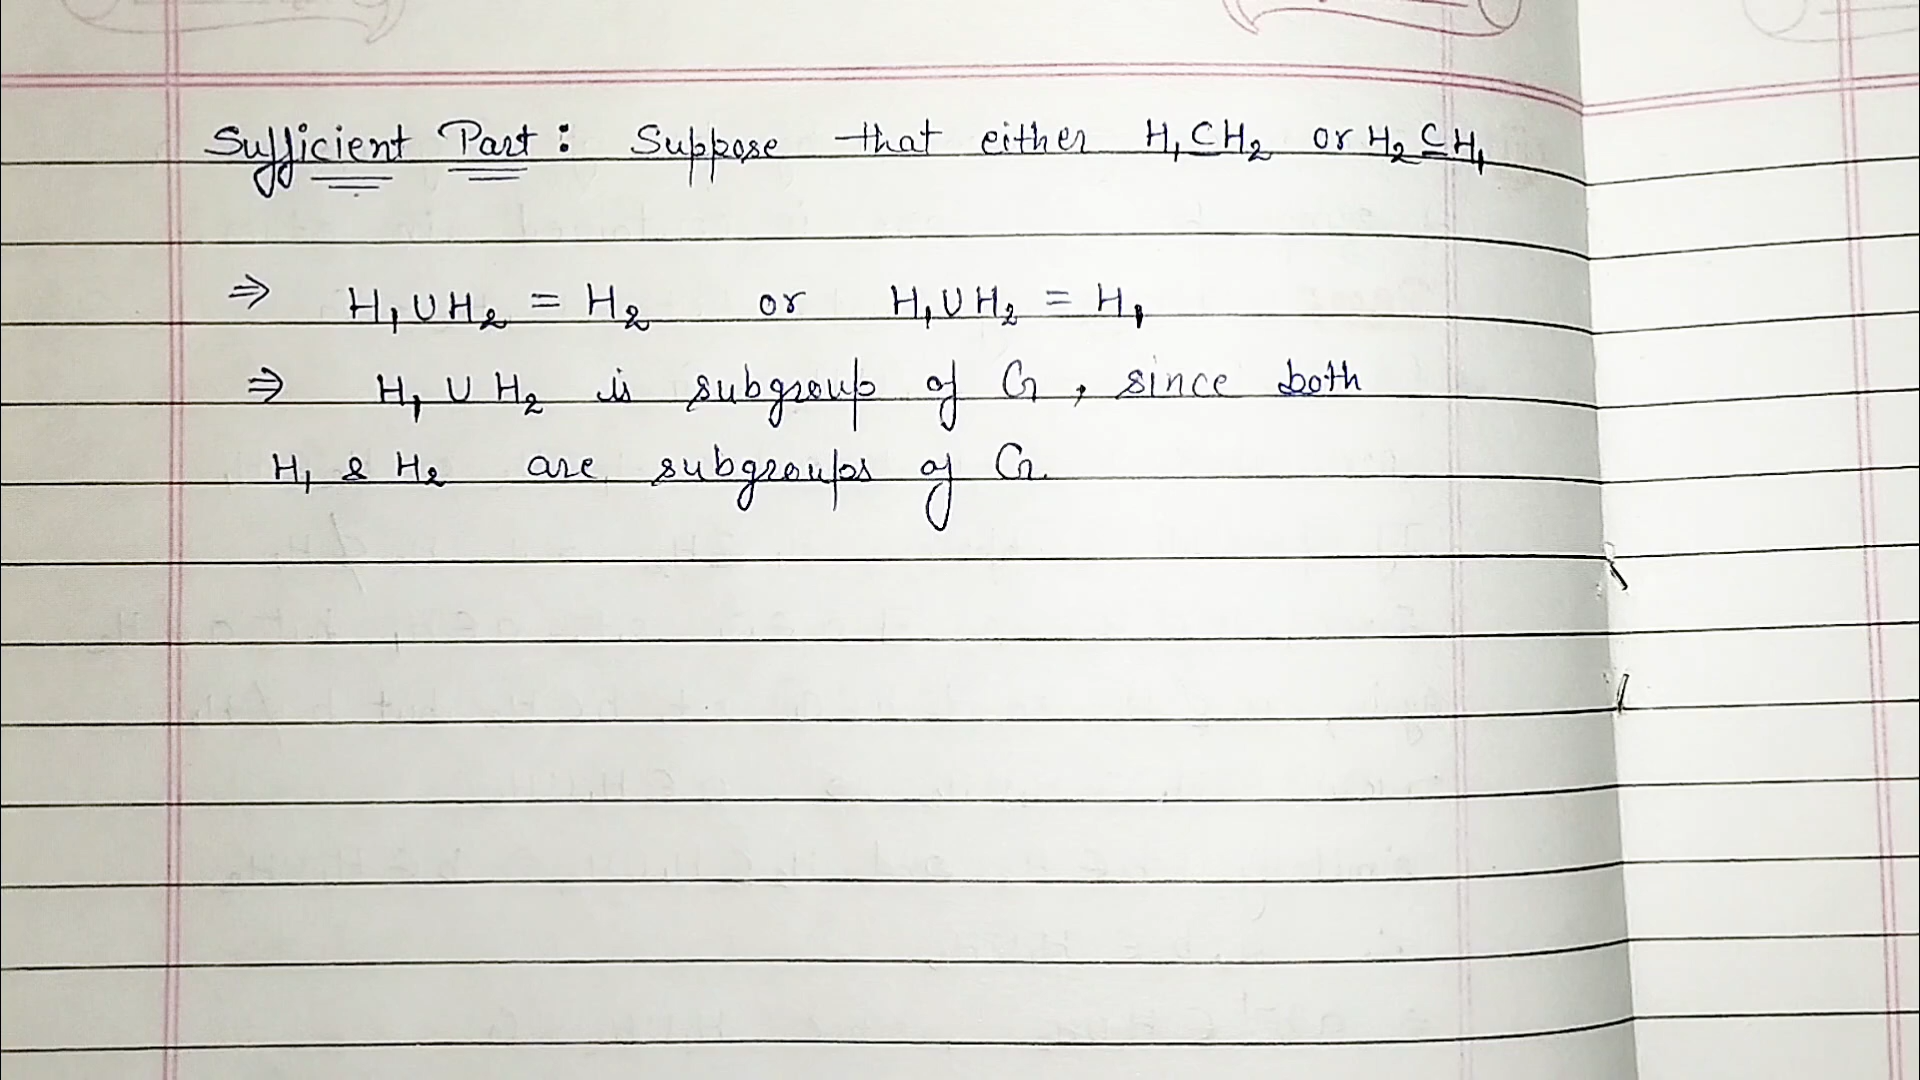 Sufficient Part : Suppose that either H₁⊆H₂ or H₂⊆H₁
⇒ H₁∪H₂ = H₂ or H₁∪H₂ = H₁
⇒ H₁ ∪ H₂ is subgroup of G, since both
H₁ & H₂ are subgroups of G.